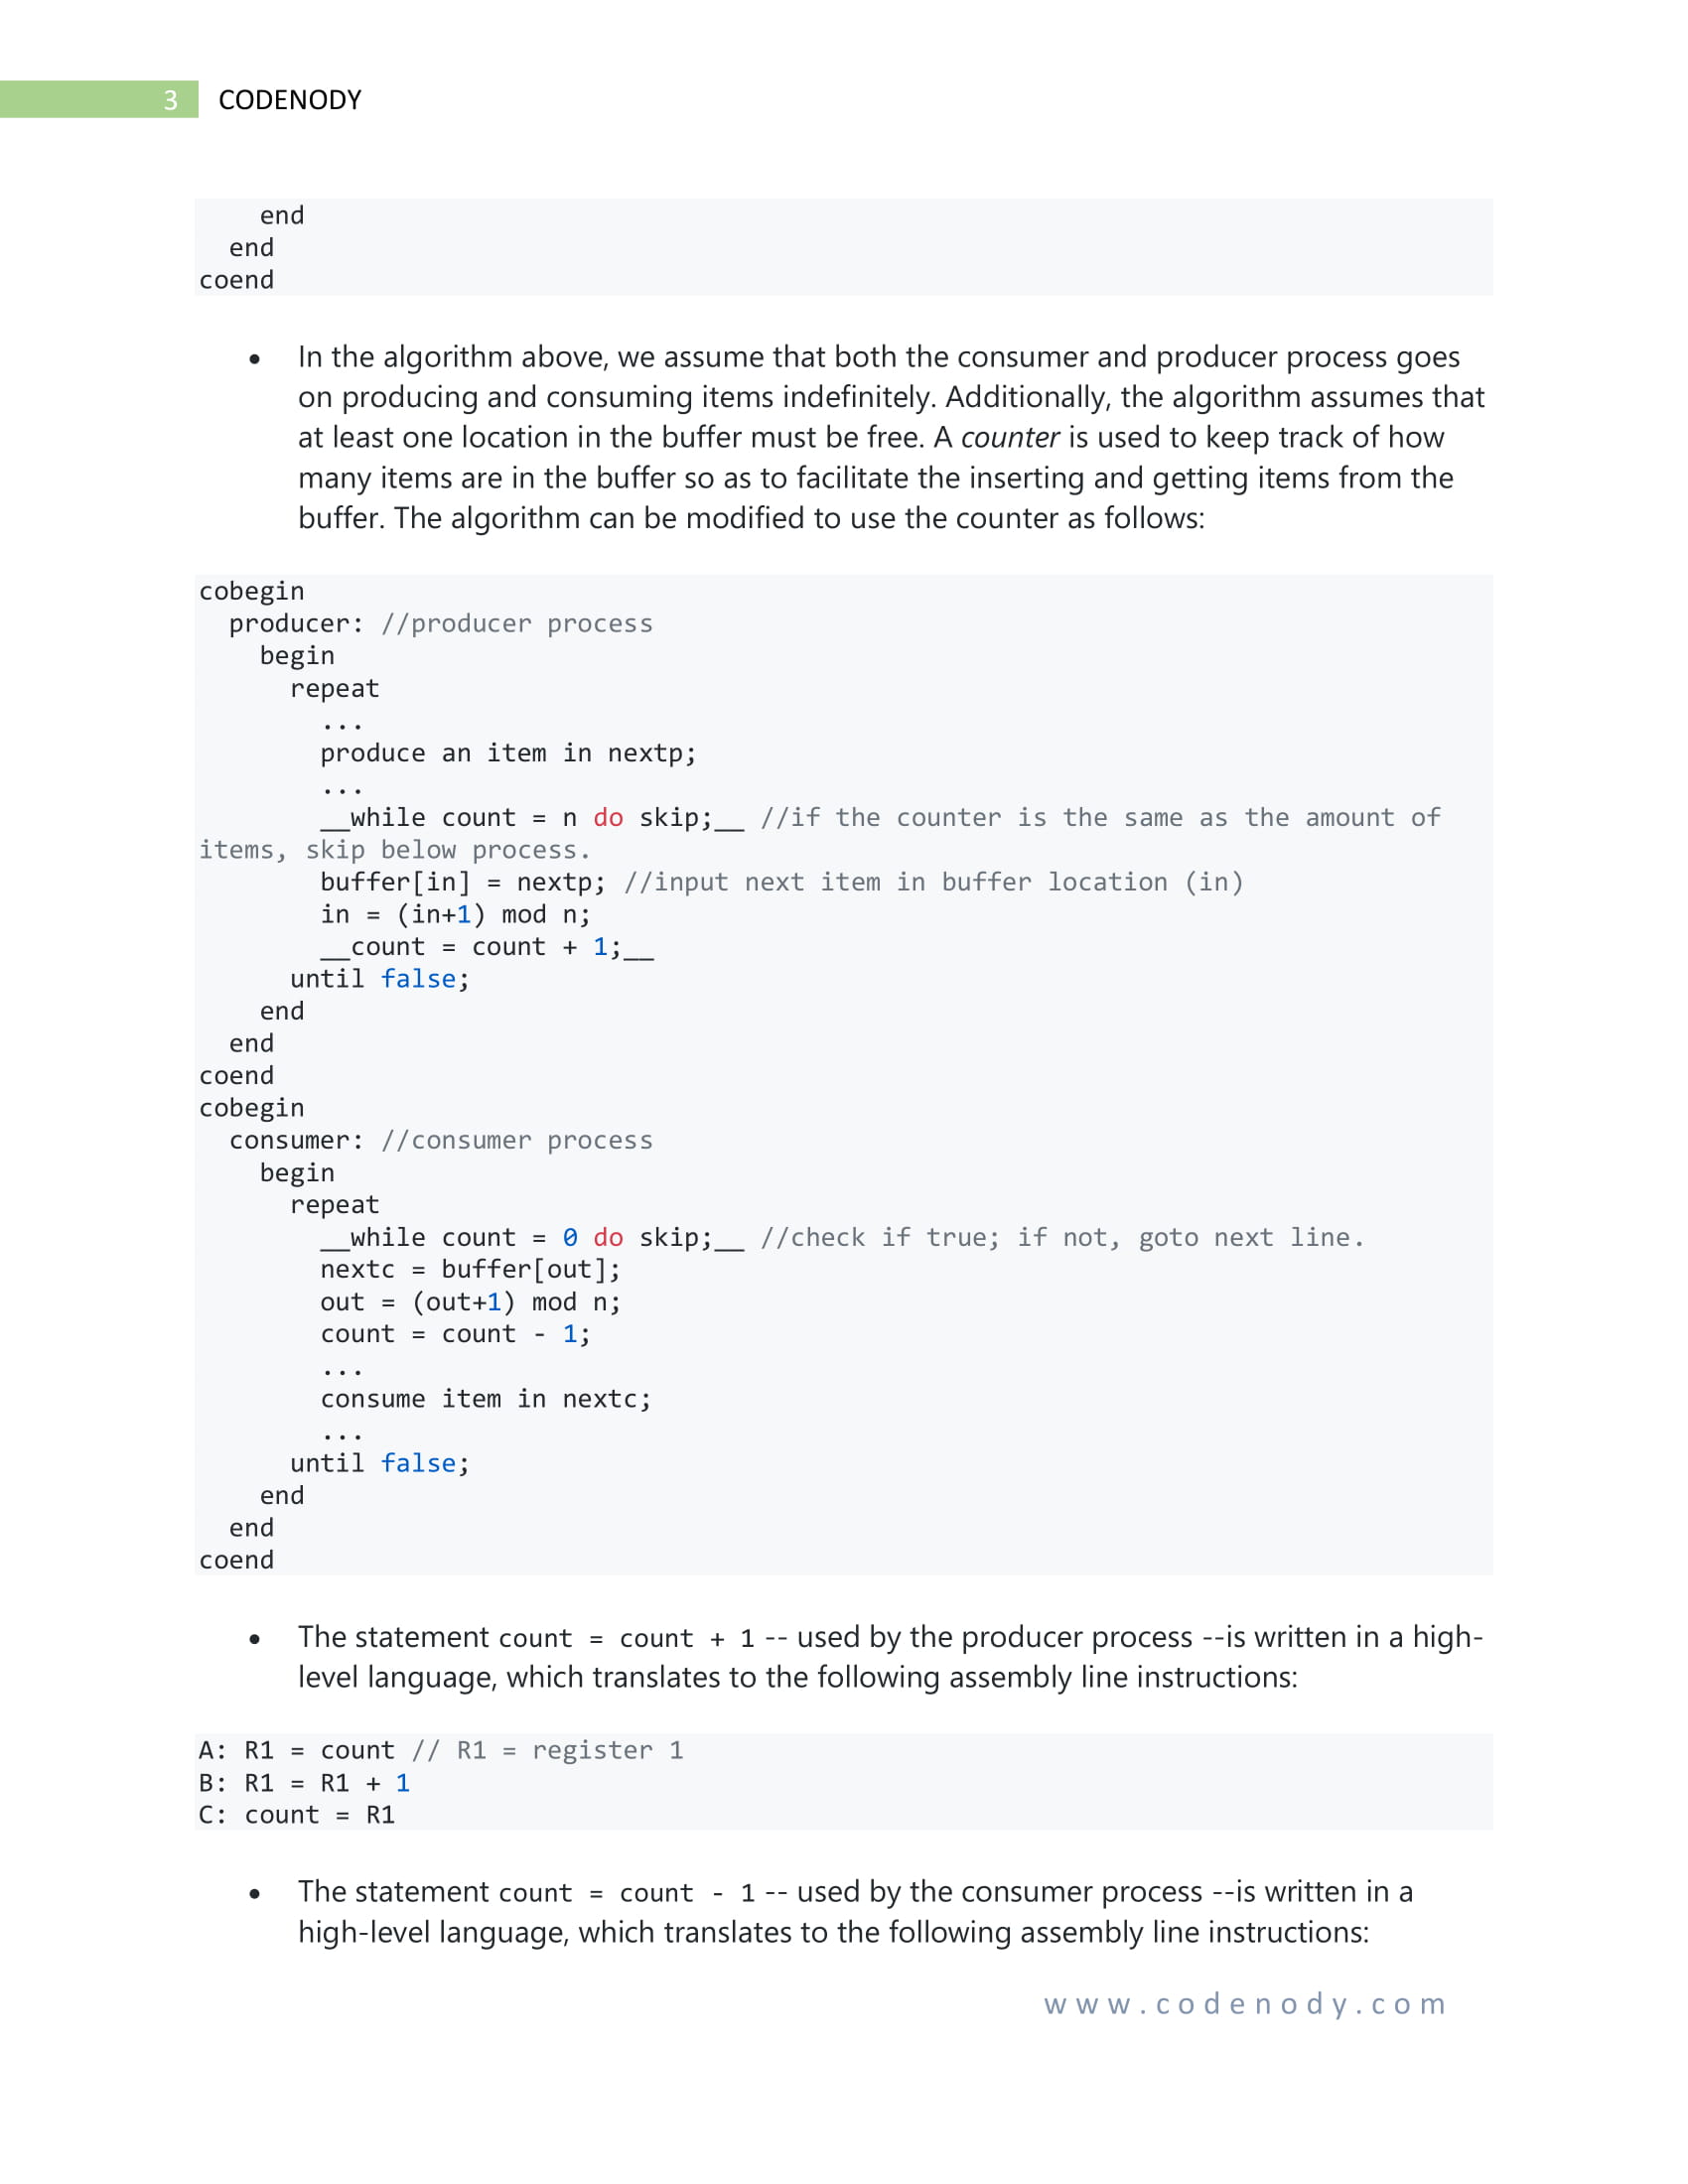 3 CODENODY
    end
  end
coend
• In the algorithm above, we assume that both the consumer and producer process goes
on producing and consuming items indefinitely. Additionally, the algorithm assumes that
at least one location in the buffer must be free. A counter is used to keep track of how
many items are in the buffer so as to facilitate the inserting and getting items from the
buffer. The algorithm can be modified to use the counter as follows:
cobegin
  producer: //producer process
    begin
      repeat
        ...
        produce an item in nextp;
        ...
        __while count = n do skip;__ //if the counter is the same as the amount of
items, skip below process.
        buffer[in] = nextp; //input next item in buffer location (in)
        in = (in+1) mod n;
        __count = count + 1;__
      until false;
    end
  end
coend
cobegin
  consumer: //consumer process
    begin
      repeat
        __while count = 0 do skip;__ //check if true; if not, goto next line.
        nextc = buffer[out];
        out = (out+1) mod n;
        count = count - 1;
        ...
        consume item in nextc;
        ...
      until false;
    end
  end
coend
• The statement count = count + 1 -- used by the producer process --is written in a high-
level language, which translates to the following assembly line instructions:
A: R1 = count // R1 = register 1
B: R1 = R1 + 1
C: count = R1
• The statement count = count - 1 -- used by the consumer process --is written in a
high-level language, which translates to the following assembly line instructions:
www.codenody.com